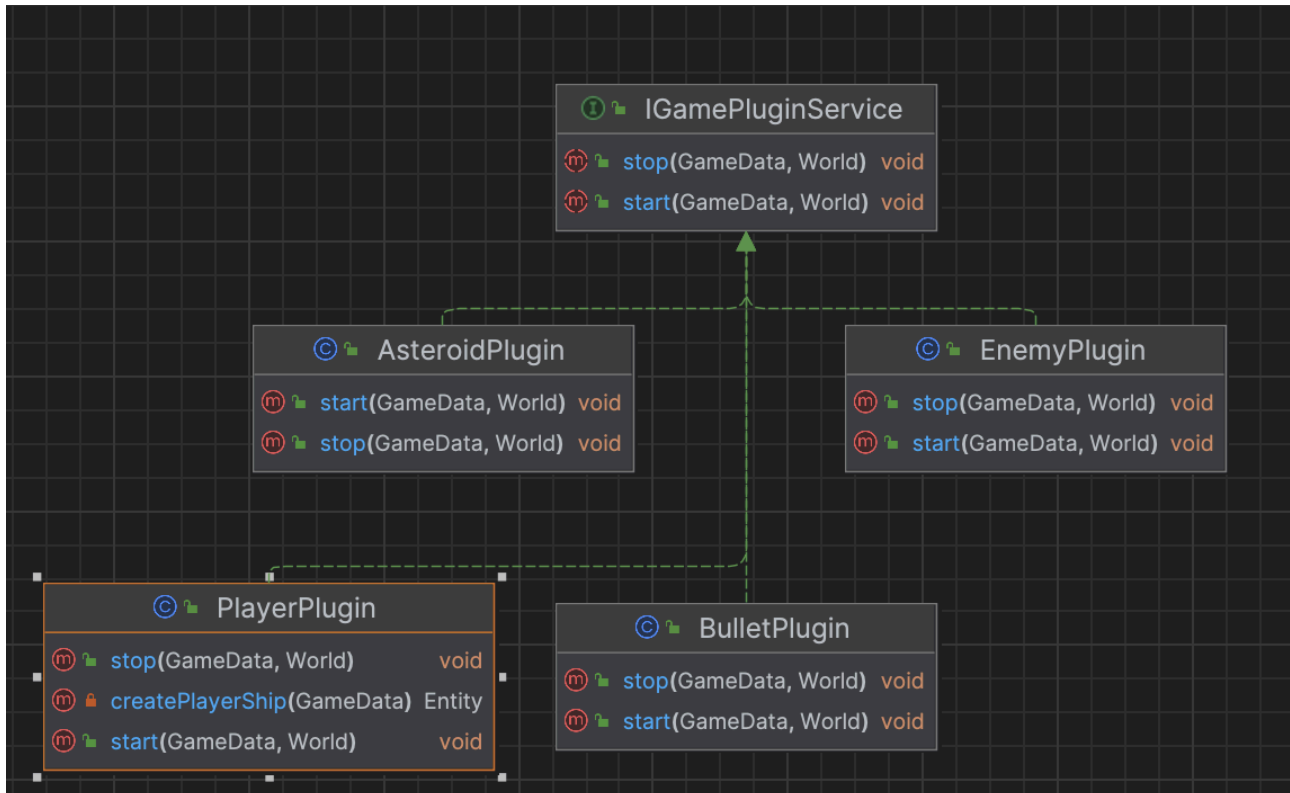 IGamePluginService
stop(GameData, World) void
start(GameData, World) void
AsteroidPlugin
start(GameData, World) void
stop(GameData, World) void
EnemyPlugin
stop(GameData, World) void
start(GameData, World) void
PlayerPlugin
stop(GameData, World) void
createPlayerShip(GameData) Entity
start(GameData, World) void
BulletPlugin
stop(GameData, World) void
start(GameData, World) void